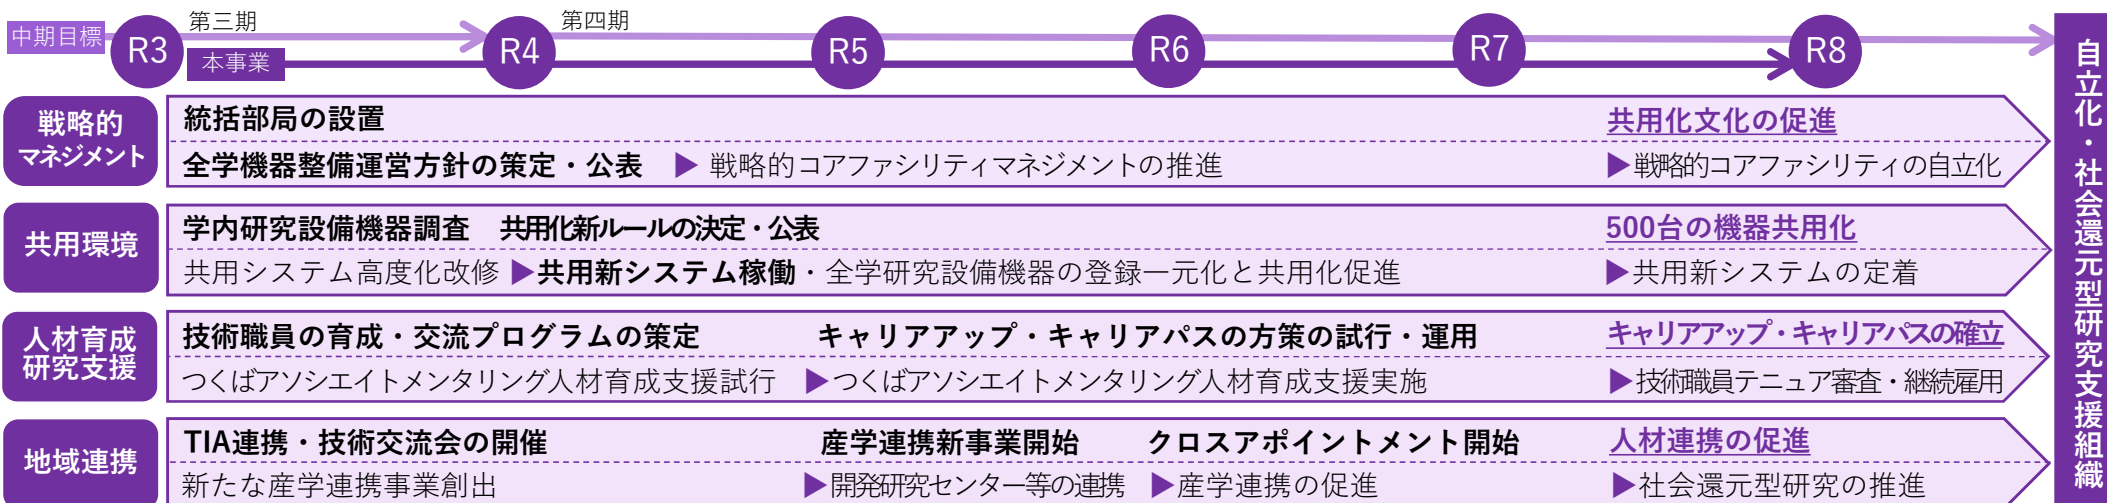 中期目標
第三期
第四期
R3
R4
R5
R6
R7
R8
本事業
戦略的
マネジメント
統括部局の設置
共用化文化の促進
全学機器整備運営方針の策定・公表 ▶ 戦略的コアファシリティマネジメントの推進
▶戦略的コアファシリティの自立化
共用環境
学内研究設備機器調査 共用化新ルールの決定・公表
500台の機器共用化
共用システム高度化改修 ▶共用新システム稼働・全学研究設備機器の登録一元化と共用化促進
▶共用新システムの定着
人材育成
研究支援
技術職員の育成・交流プログラムの策定
キャリアアップ・キャリアパスの方策の試行・運用
キャリアアップ・キャリアパスの確立
つくばアソシエイトメンタリング人材育成支援試行
▶つくばアソシエイトメンタリング人材育成支援実施
▶技術職員テニュア審査・継続雇用
地域連携
TIA連携・技術交流会の開催
産学連携新事業開始
クロスアポイントメント開始
人材連携の促進
新たな産学連携事業創出
▶開発研究センター等の連携
▶産学連携の促進
▶社会還元型研究の推進
自立化・社会還元型研究支援組織